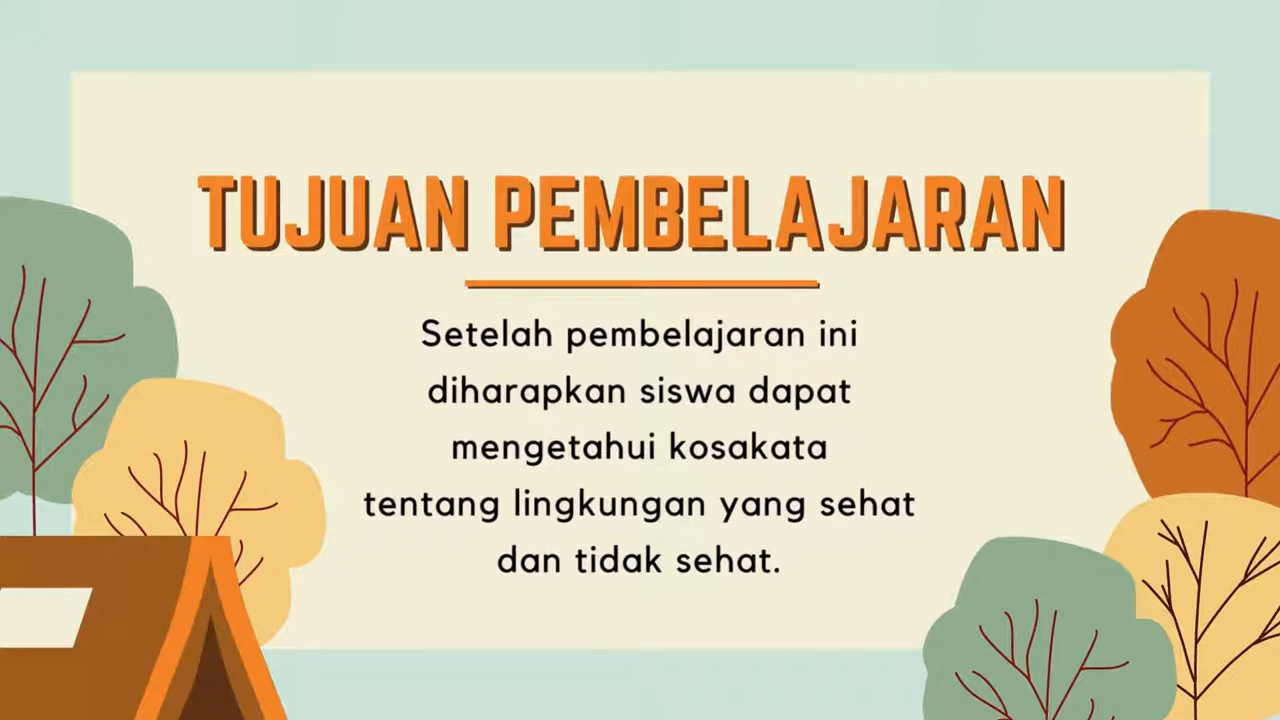 TUJUAN PEMBELAJARAN
Setelah pembelajaran ini
diharapkan siswa dapat
mengetahui kosakata
tentang lingkungan yang sehat
dan tidak sehat.